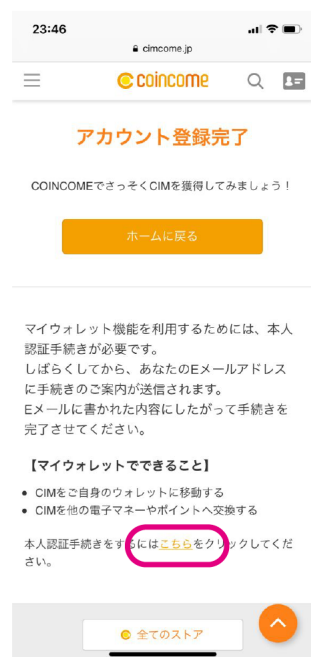 23:46
cimcome.jp
coincome
アカウント登録完了
COINCOMEでさっそくCIMを獲得してみましょう！
ホームに戻る
マイウォレット機能を利用するためには、本人
認証手続きが必要です。
しばらくしてから、あなたのEメールアドレス
に手続きのご案内が送信されます。
Eメールに書かれた内容にしたがって手続きを
完了させてください。
【マイウォレットでできること】
• CIMをご自身のウォレットに移動する
• CIMを他の電子マネーやポイントへ交換する
本人認証手続きをするにはこちらをクリックしてくだ
さい。
全てのストア